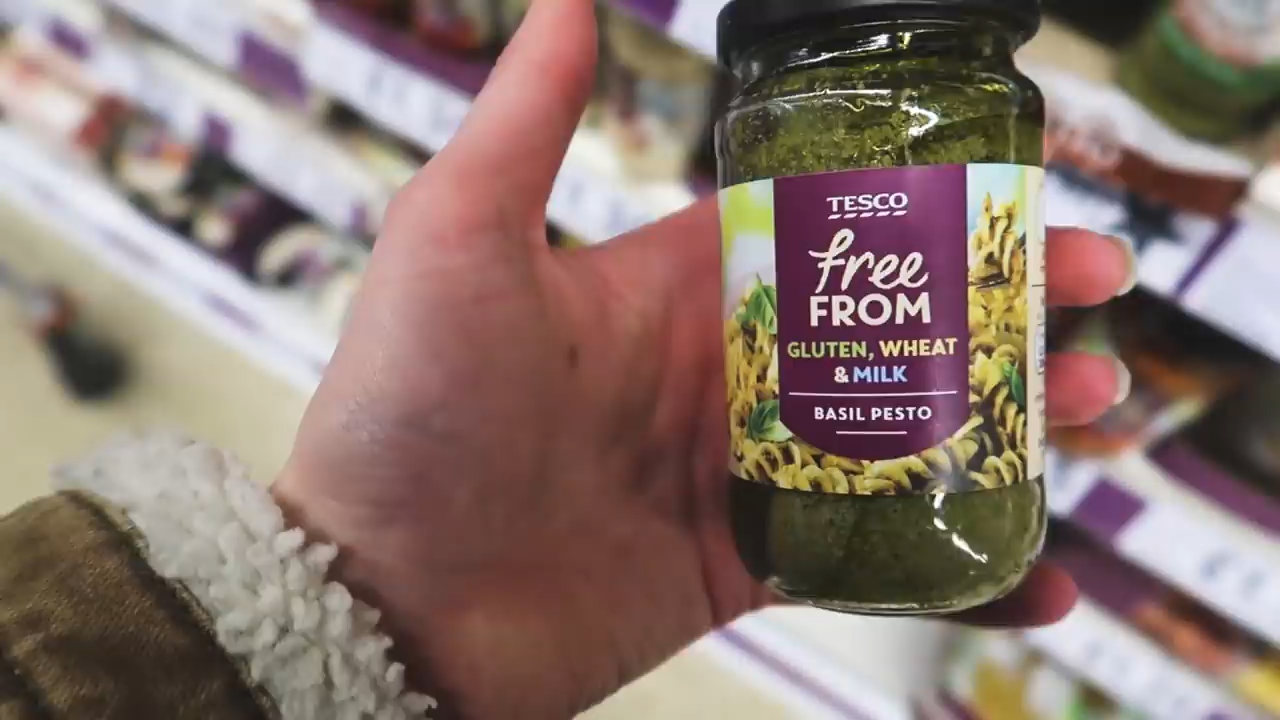 TESCO
free
FROM
GLUTEN, WHEAT
& MILK
BASIL PESTO